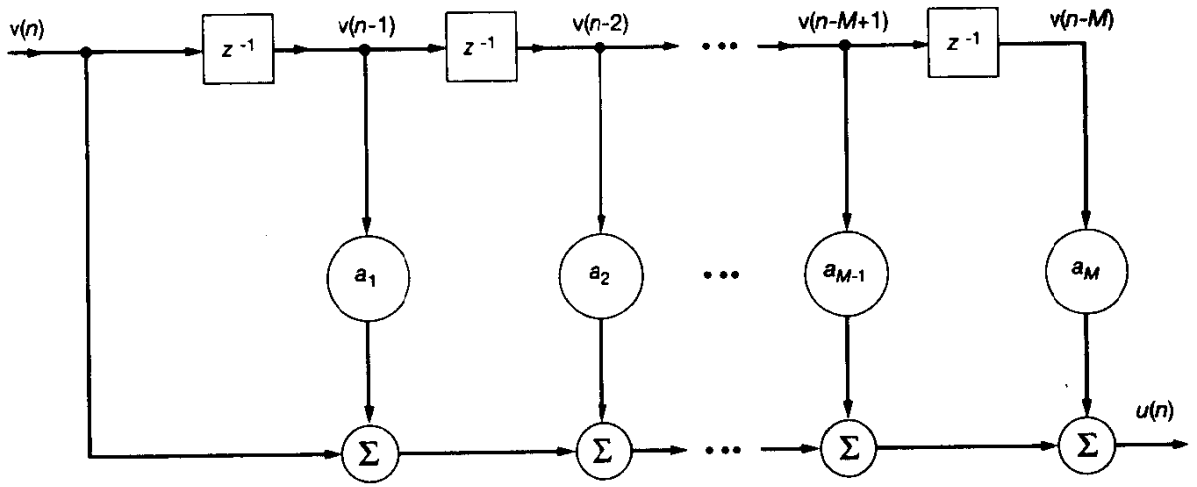 v(n) z⁻¹ v(n-1) z⁻¹ v(n-2) ••• v(n-M+1) z⁻¹ v(n-M)
a₁ a₂ ••• a_{M-1} a_M
Σ Σ ••• Σ Σ u(n)